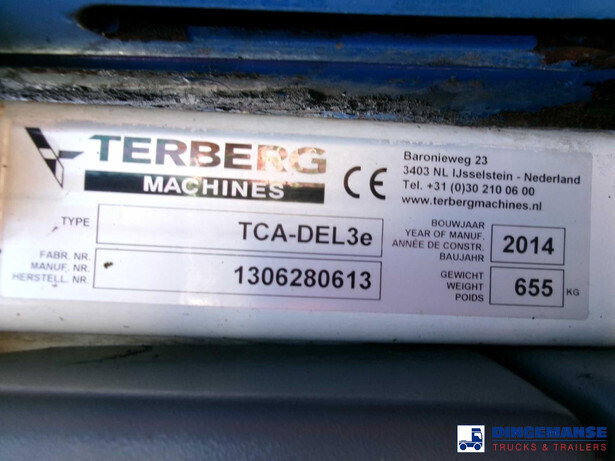 TERBERG
MACHINES
CE
Baronieweg 23
3403 NL IJsselstein - Nederland
Tel. +31 (0)30 210 06 00
www.terbergmachines.nl
TYPE
TCA-DEL3e
FABR. NR.
MANUF. NR.
HERSTELL. NR.
1306280613
BOUWJAAR
YEAR OF MANUF.
ANNÉE DE CONSTR.
BAUJAHR
2014
GEWICHT
WEIGHT
POIDS
655 KG
DINGEMANSE
TRUCKS & TRAILERS